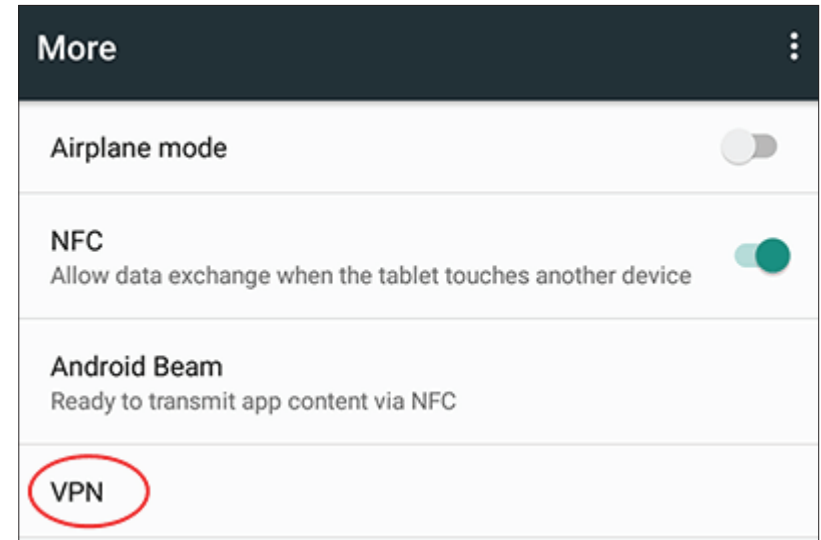 More
Airplane mode
NFC
Allow data exchange when the tablet touches another device
Android Beam
Ready to transmit app content via NFC
VPN